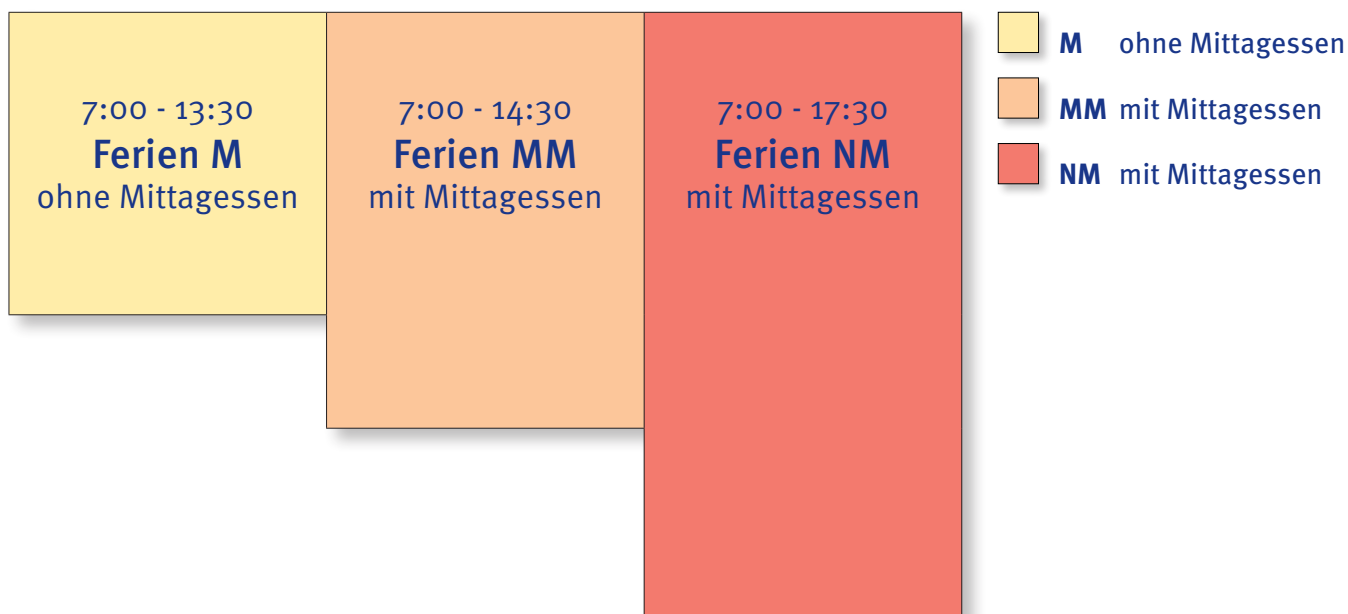 7:00 - 13:30
Ferien M
ohne Mittagessen
7:00 - 14:30
Ferien MM
mit Mittagessen
7:00 - 17:30
Ferien NM
mit Mittagessen
M ohne Mittagessen
MM mit Mittagessen
NM mit Mittagessen